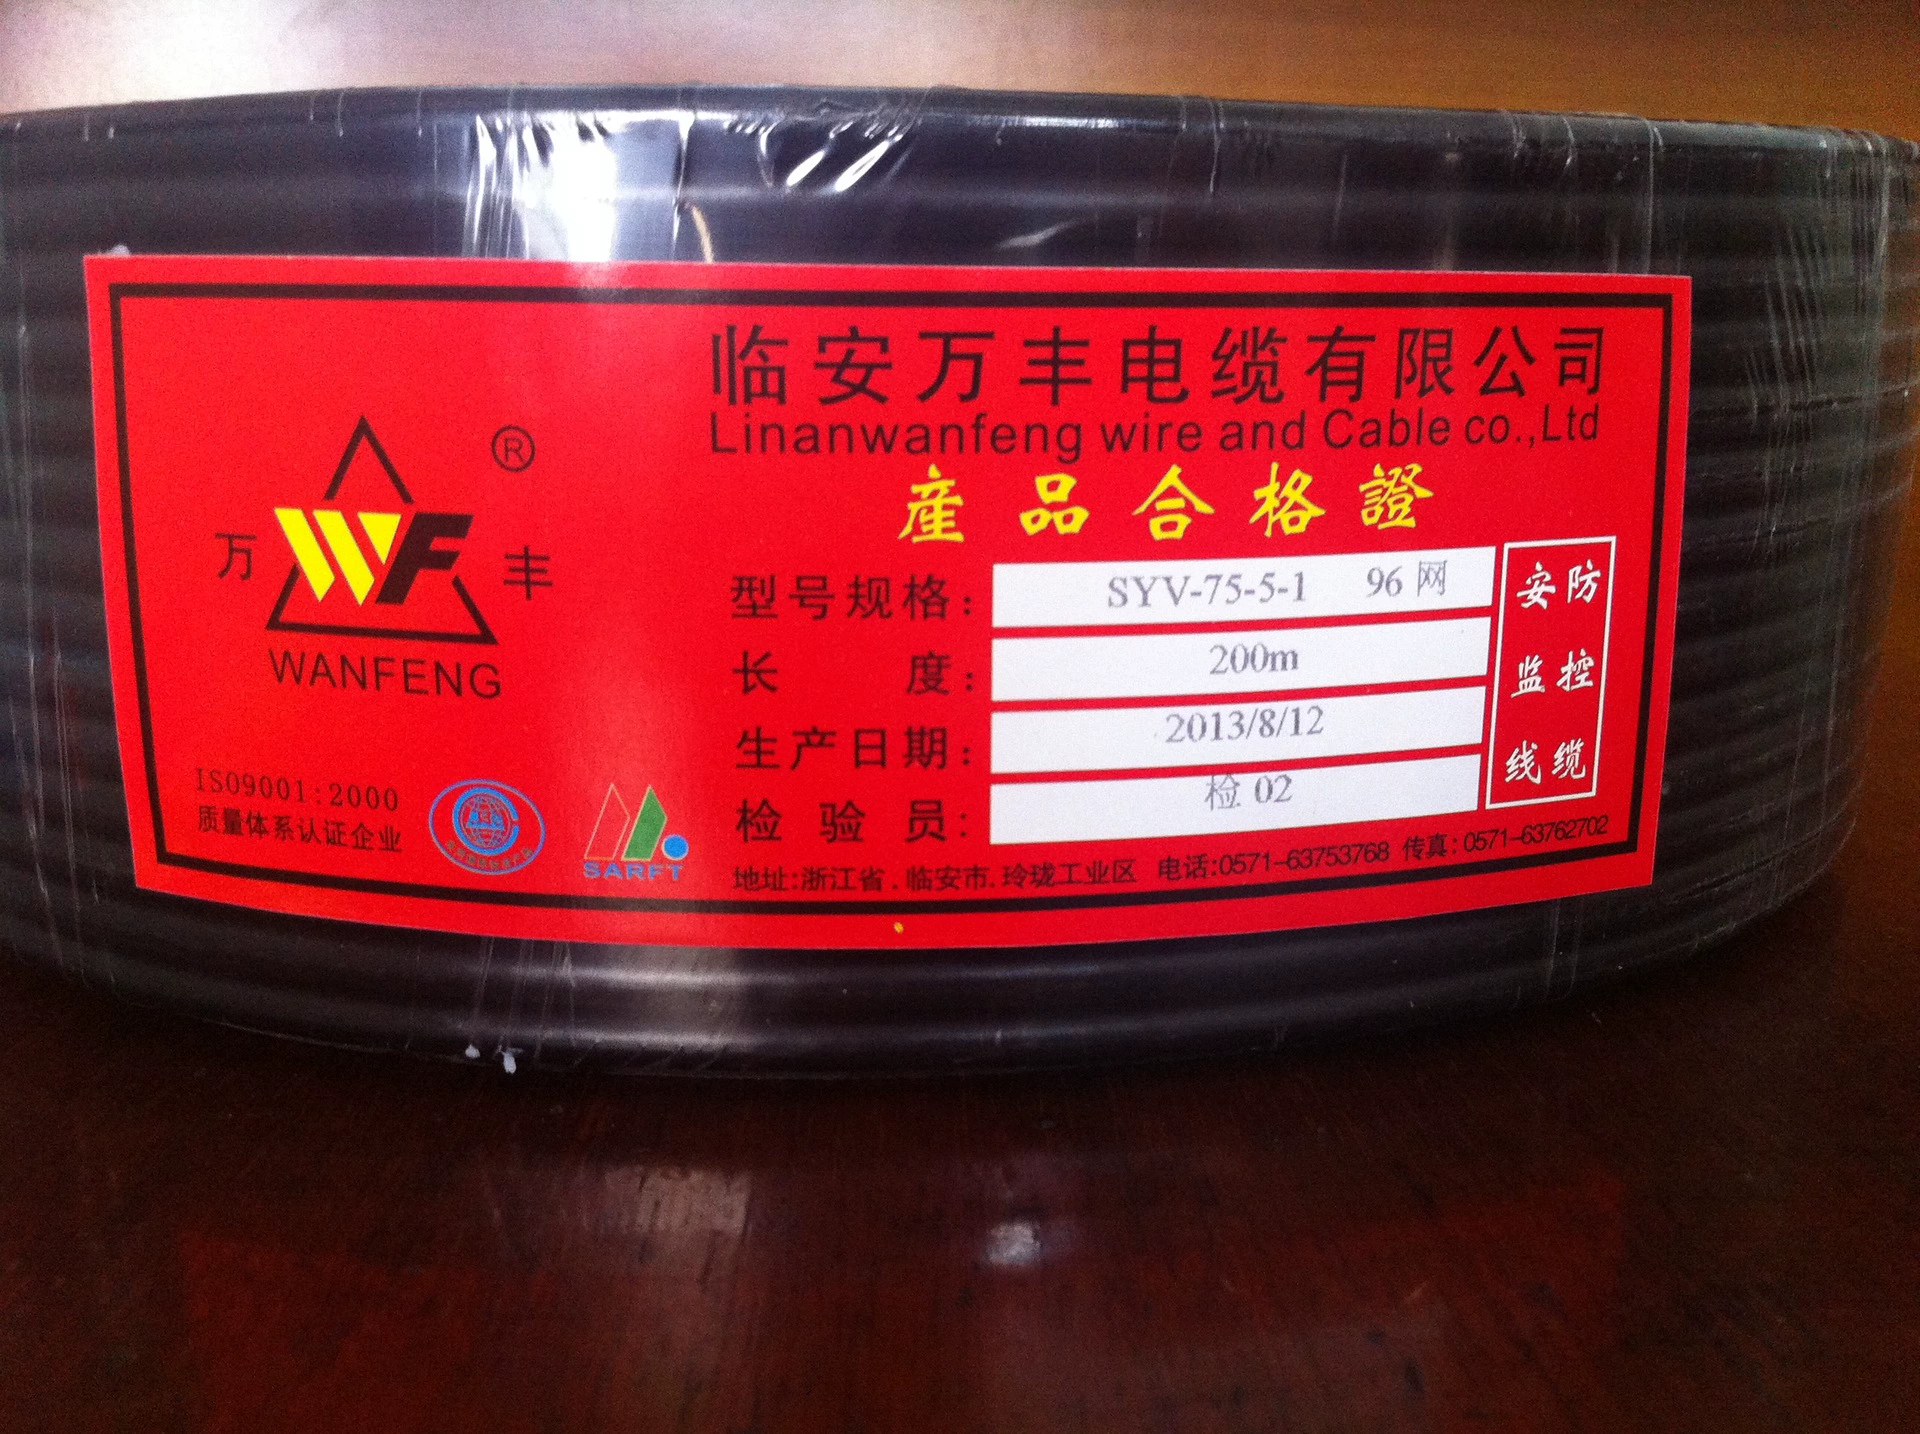 临安万丰电缆有限公司
Linanwanfeng wire and Cable co.,Ltd
産品合格證
万 WF 丰 ®
WANFENG
型号规格: SYV-75-5-1 96 网
长度: 200m
生产日期: 2013/8/12
检验员: 检 02
安防
监控
线缆
ISO9001:2000
质量体系认证企业
SARFT
地址:浙江省.临安市.玲珑工业区 电话:0571-63753768 传真:0571-63762702